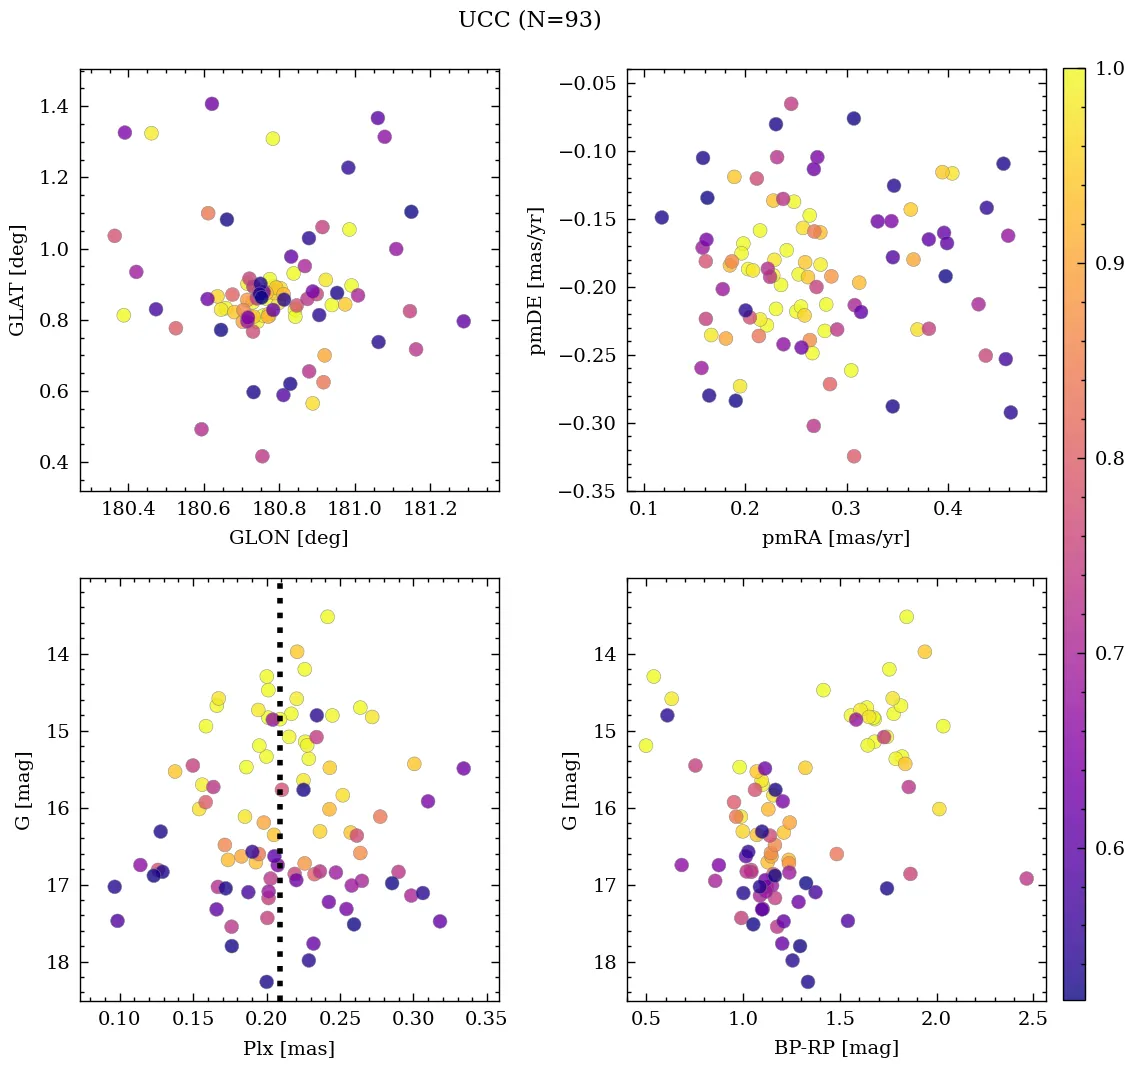 UCC (N=93)
1.4
1.2
1.0
0.8
0.6
0.4
GLAT [deg]
180.4 180.6 180.8 181.0 181.2
GLON [deg]
−0.05
−0.10
−0.15
−0.20
−0.25
−0.30
−0.35
pmDE [mas/yr]
0.1 0.2 0.3 0.4
pmRA [mas/yr]
1.0
0.9
0.8
0.7
0.6
14
15
16
17
18
G [mag]
0.10 0.15 0.20 0.25 0.30 0.35
Plx [mas]
14
15
16
17
18
G [mag]
0.5 1.0 1.5 2.0 2.5
BP-RP [mag]